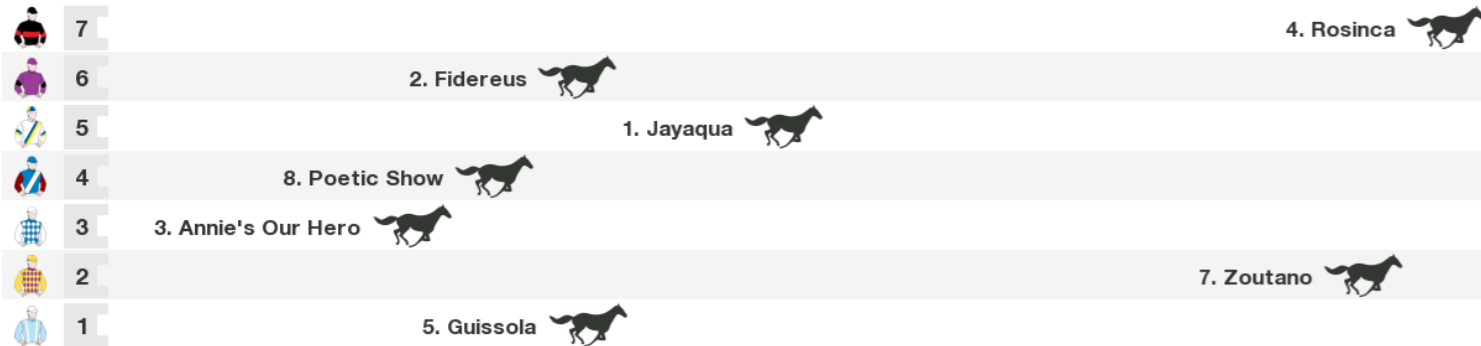 7 4. Rosinca
6 2. Fidereus
5 1. Jayaqua
4 8. Poetic Show
3 3. Annie's Our Hero
2 7. Zoutano
1 5. Guissola